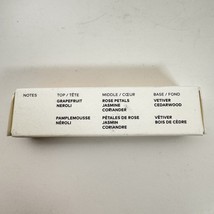 NOTES TOP / TÊTE MIDDLE / CŒUR BASE / FOND
GRAPEFRUIT ROSE PETALS VETIVER
NEROLI JASMINE CEDARWOOD
CORIANDER
PAMPLEMOUSSE PÉTALES DE ROSE VÉTIVER
NÉROLI JASMIN BOIS DE CÈDRE
CORIANDRE